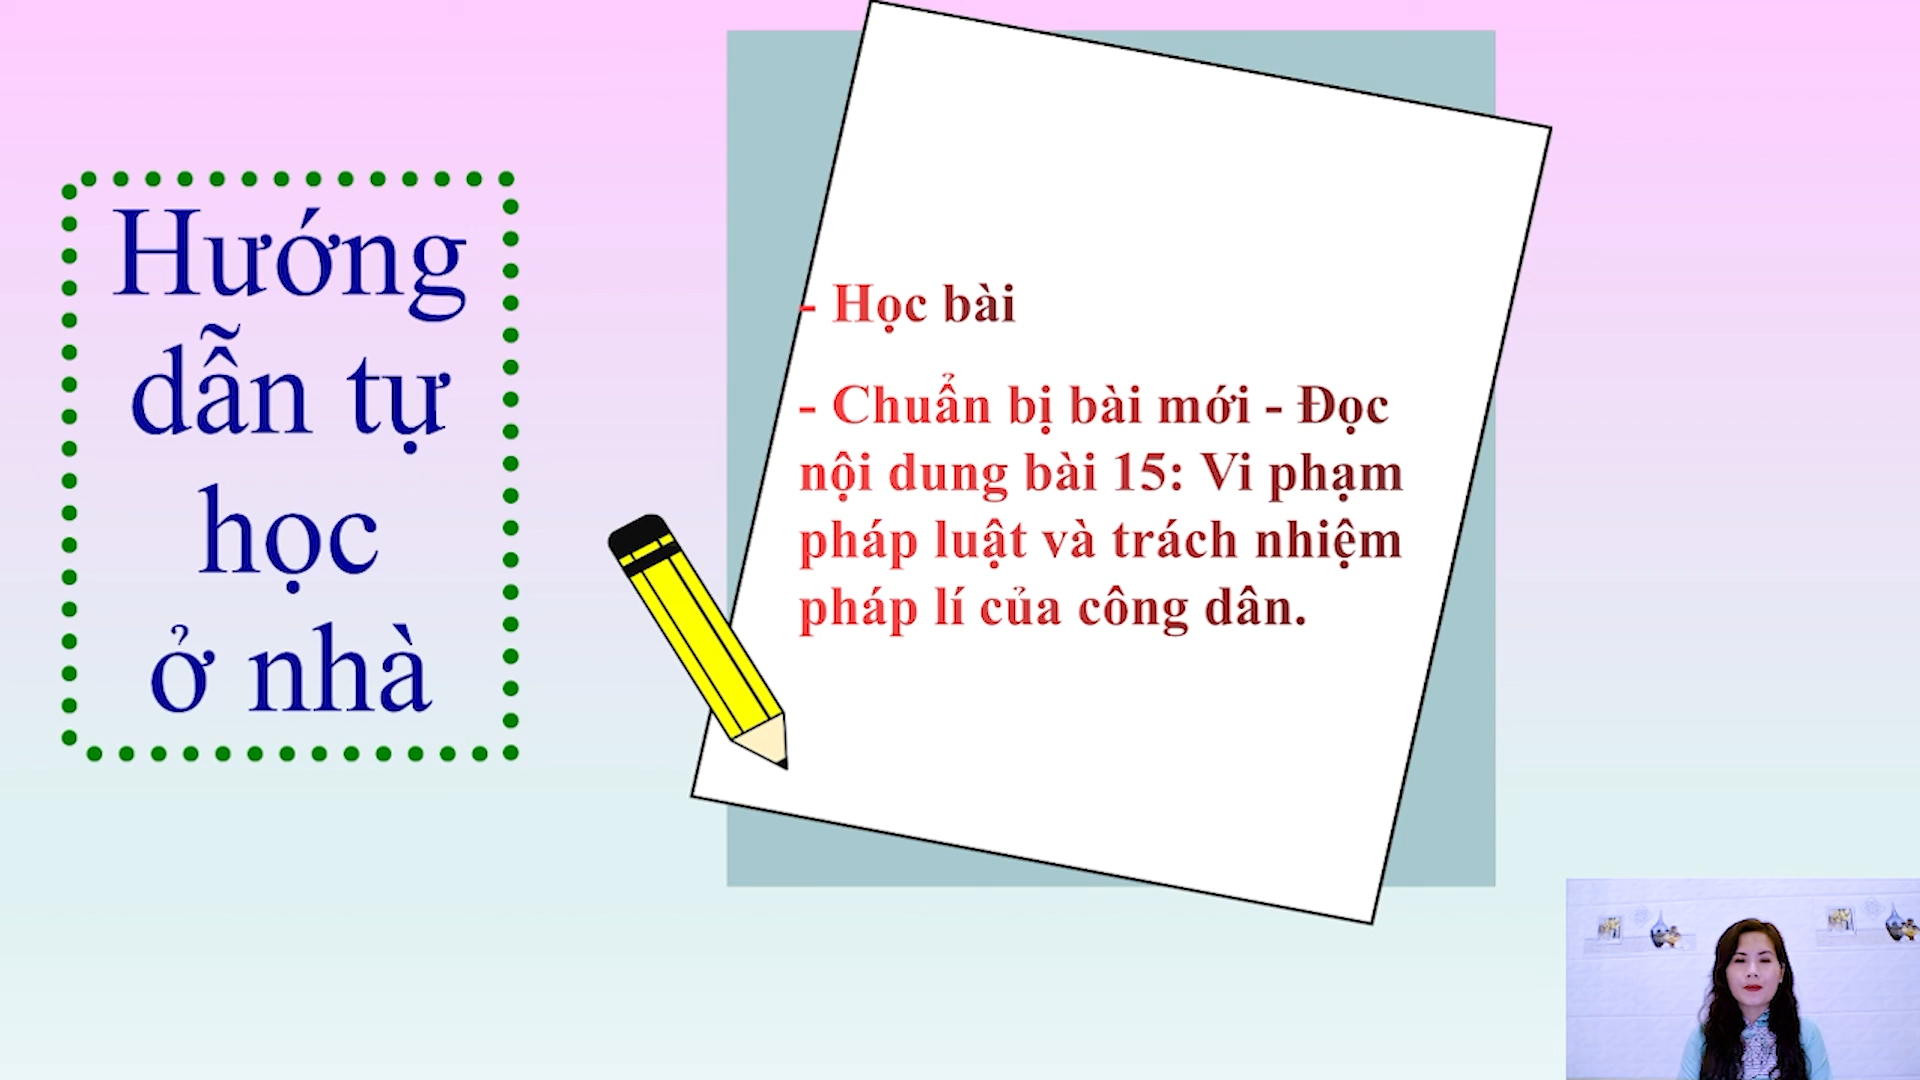 Hướng
dẫn tự
học
ở nhà
- Học bài
- Chuẩn bị bài mới - Đọc
nội dung bài 15: Vi phạm
pháp luật và trách nhiệm
pháp lí của công dân.